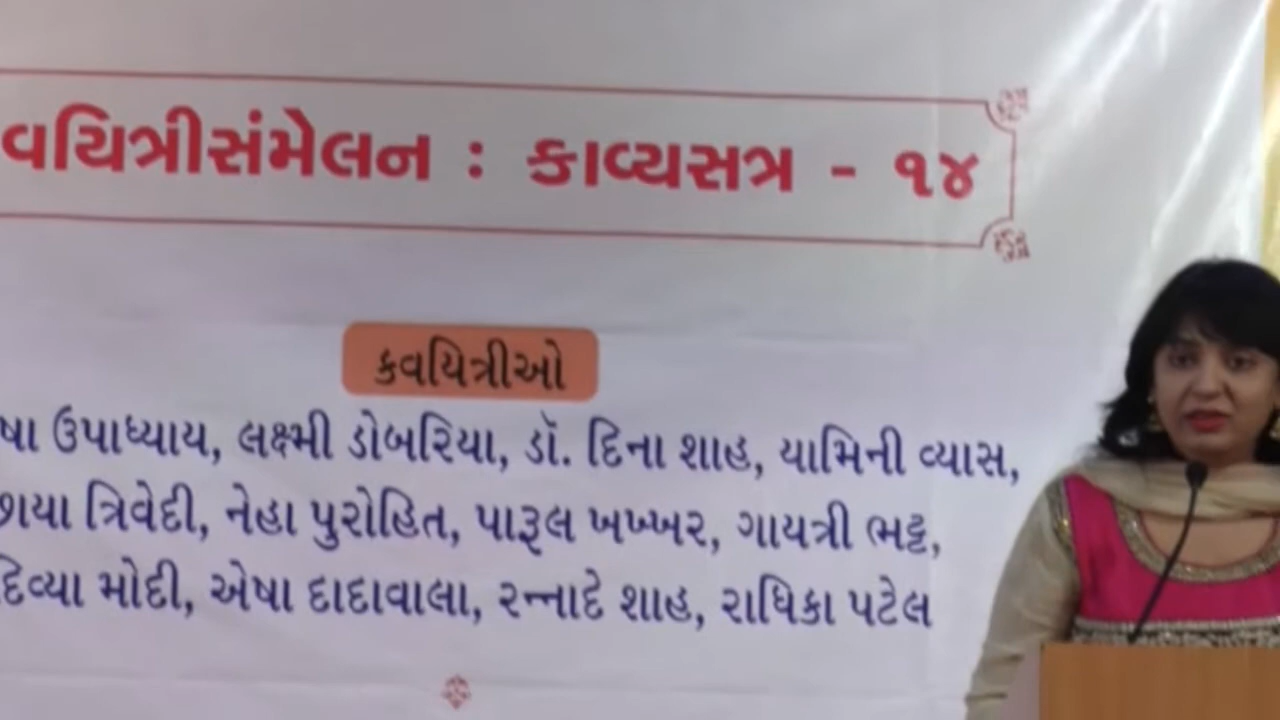 વયિત્રીસંમેલન : કાવ્યસત્ર - ૧૪
કવયિત્રીઓ
ષા ઉપાધ્યાય, લક્ષ્મી ડોબરિયા, ડૉ. દિના શાહ, યામિની વ્યાસ,
છાયા ત્રિવેદી, નેહા પુરોહિત, પારૂલ ખખ્ખર, ગાયત્રી ભટ્ટ,
દિવ્યા મોદી, એષા દાદાવાલા, રન્નાદે શાહ, રાધિકા પટેલ